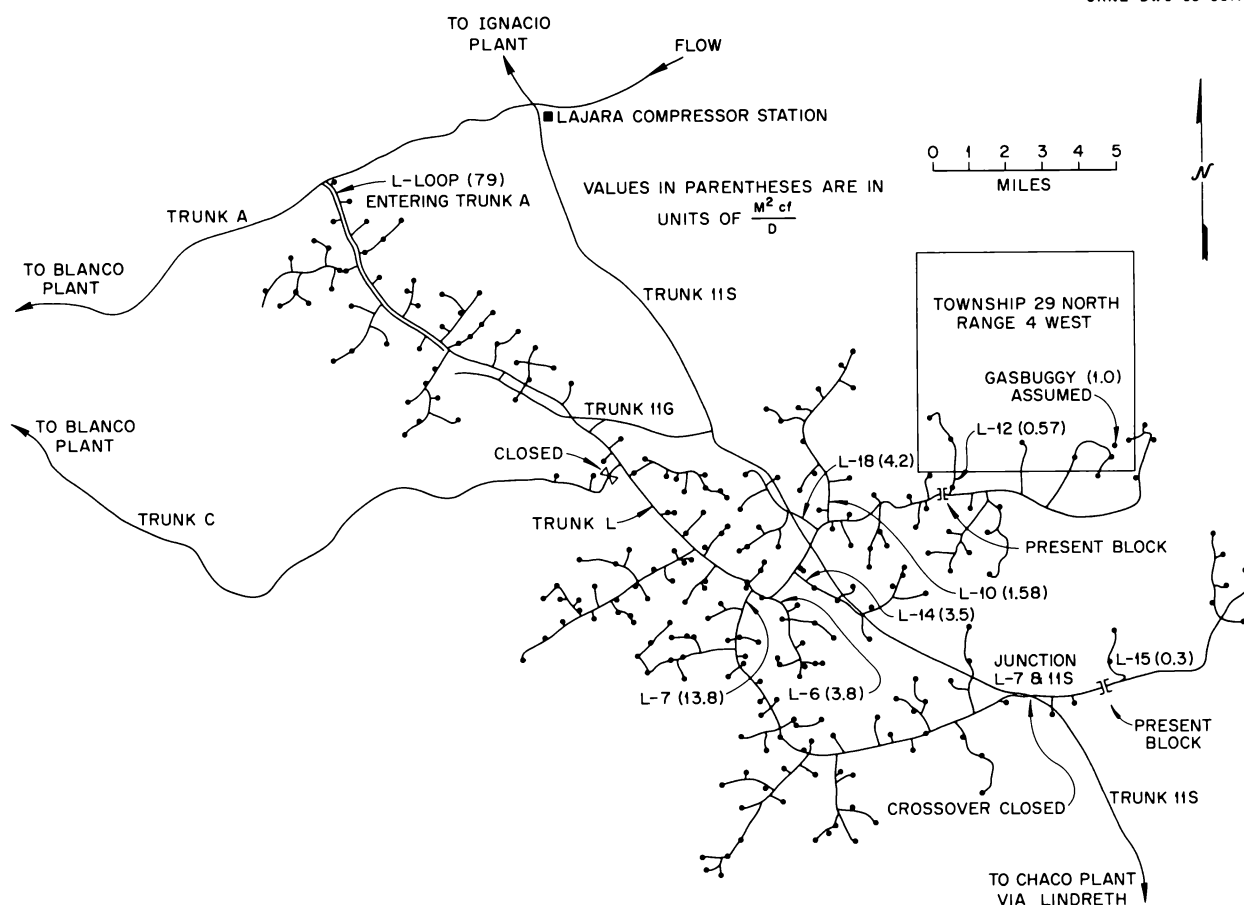 TO IGNACIO
PLANT
FLOW
LAJARA COMPRESSOR STATION
0 1 2 3 4 5
MILES
N
L-LOOP (79)
ENTERING TRUNK A
VALUES IN PARENTHESES ARE IN
UNITS OF M² cf
D
TRUNK A
TO BLANCO
PLANT
TRUNK 11S
TOWNSHIP 29 NORTH
RANGE 4 WEST
GASBUGGY (1.0)
ASSUMED
TRUNK 11G
L-12 (0.57)
TO BLANCO
PLANT
CLOSED
L-18 (4.2)
TRUNK C
TRUNK L
PRESENT BLOCK
L-10 (1.58)
L-14 (3.5)
JUNCTION
L-7 & 11S
L-15 (0.3)
L-7 (13.8)
L-6 (3.8)
PRESENT
BLOCK
CROSSOVER CLOSED
TRUNK 11S
TO CHACO PLANT
VIA LINDRETH